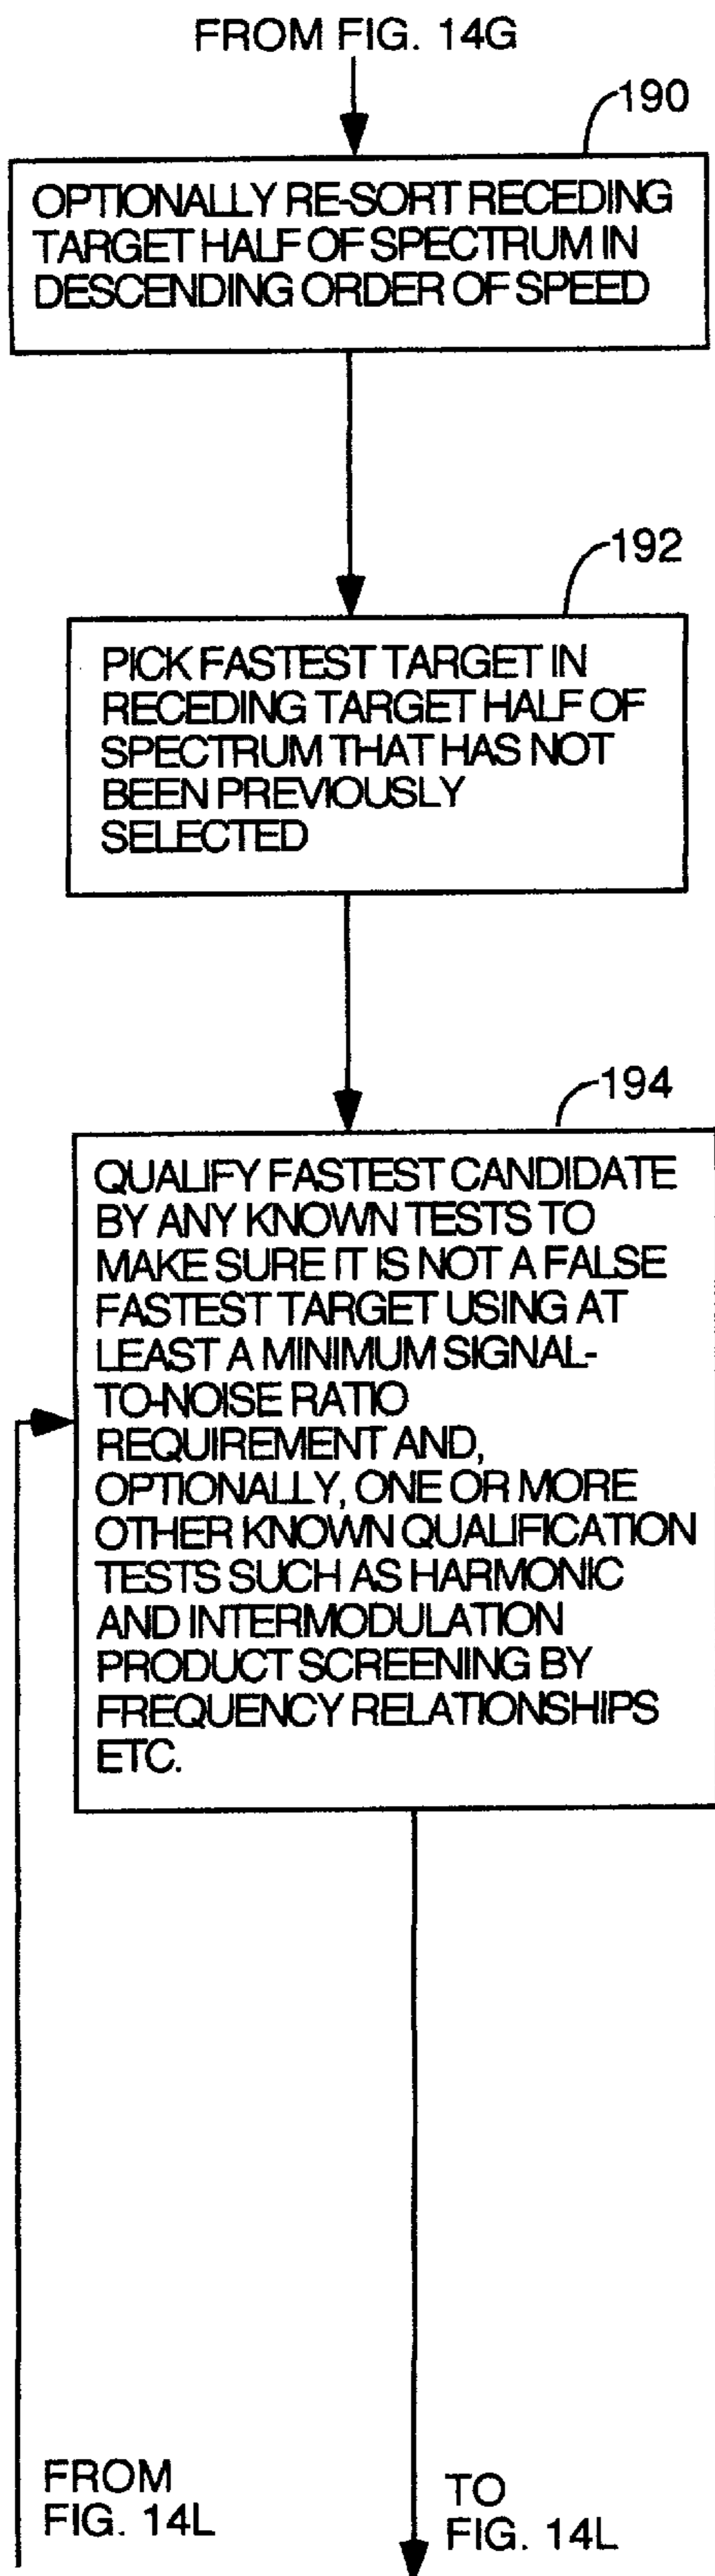 FROM FIG. 14G
190
OPTIONALLY RE-SORT RECEDING
TARGET HALF OF SPECTRUM IN
DESCENDING ORDER OF SPEED
192
PICK FASTEST TARGET IN
RECEDING TARGET HALF OF
SPECTRUM THAT HAS NOT
BEEN PREVIOUSLY
SELECTED
194
QUALIFY FASTEST CANDIDATE
BY ANY KNOWN TESTS TO
MAKE SURE IT IS NOT A FALSE
FASTEST TARGET USING AT
LEAST A MINIMUM SIGNAL-
TO-NOISE RATIO
REQUIREMENT AND,
OPTIONALLY, ONE OR MORE
OTHER KNOWN QUALIFICATION
TESTS SUCH AS HARMONIC
AND INTERMODULATION
PRODUCT SCREENING BY
FREQUENCY RELATIONSHIPS
ETC.
FROM
FIG. 14L
TO
FIG. 14L